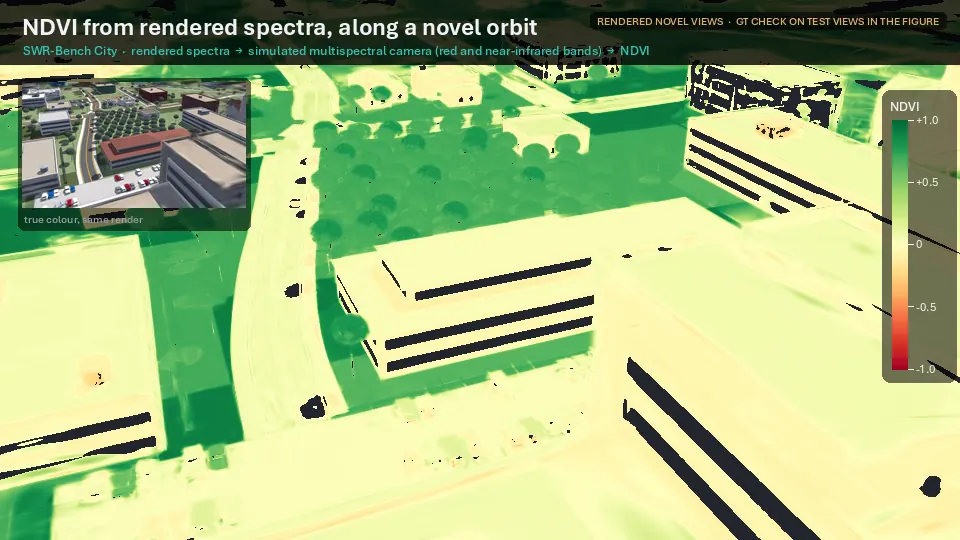 NDVI from rendered spectra, along a novel orbit
RENDERED NOVEL VIEWS · GT CHECK ON TEST VIEWS IN THE FIGURE
SWR-Bench City · rendered spectra → simulated multispectral camera (red and near-infrared bands) → NDVI
NDVI
+1.0
+0.5
0
-0.5
-1.0
true colour, same render